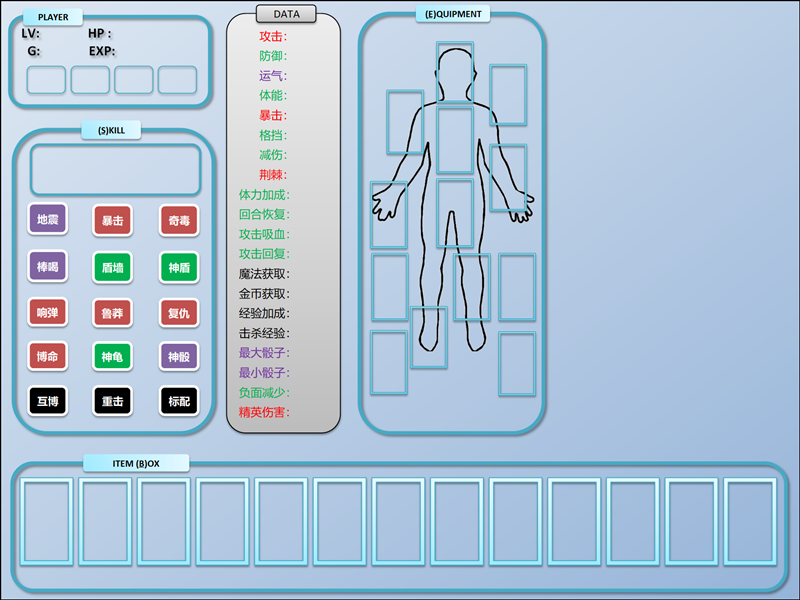 PLAYER
LV: HP :
G: EXP:
(S)KILL
地震 暴击 奇毒
棒喝 盾墙 神盾
响弹 鲁莽 复仇
博命 神龟 神骰
互博 重击 标配
DATA
攻击:
防御:
运气:
体能:
暴击:
格挡:
减伤:
荆棘:
体力加成:
回合恢复:
攻击吸血:
攻击回复:
魔法获取:
金币获取:
经验加成:
击杀经验:
最大骰子:
最小骰子:
负面减少:
精英伤害:
(E)QUIPMENT
ITEM (B)OX